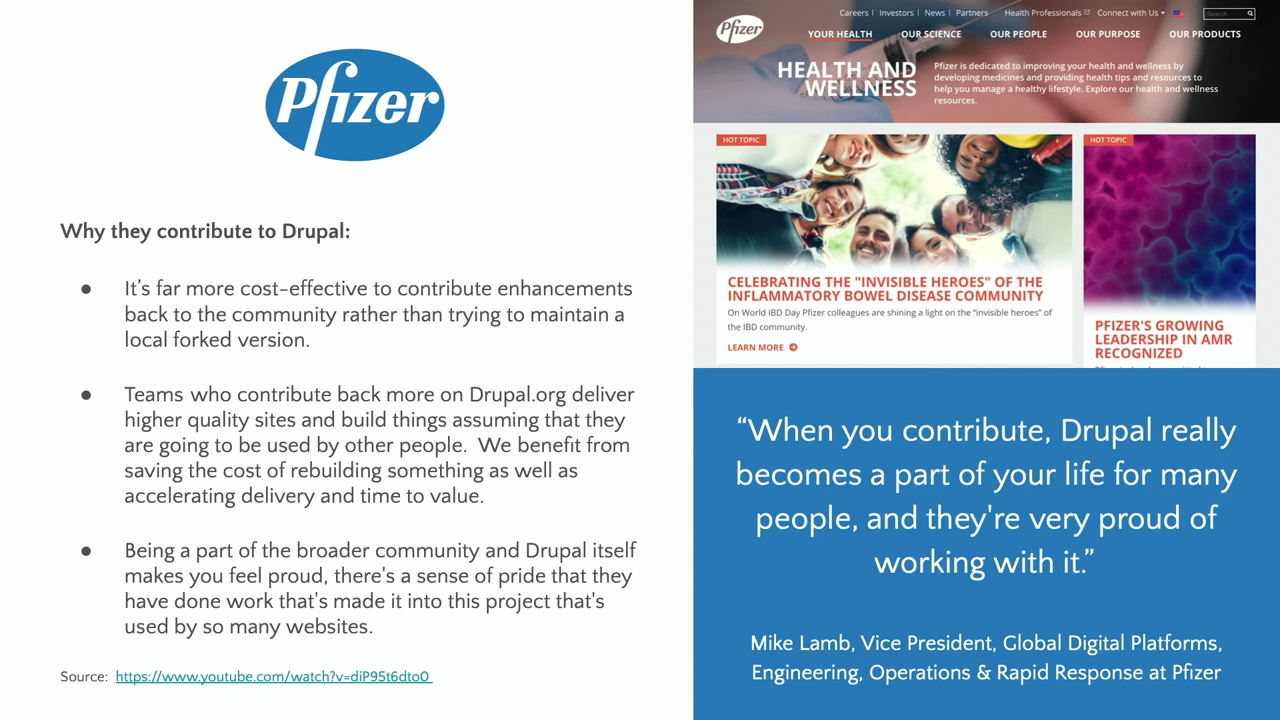 Pfizer
Why they contribute to Drupal:
● It's far more cost-effective to contribute enhancements
back to the community rather than trying to maintain a
local forked version.
● Teams who contribute back more on Drupal.org deliver
higher quality sites and build things assuming that they
are going to be used by other people.  We benefit from
saving the cost of rebuilding something as well as
accelerating delivery and time to value.
● Being a part of the broader community and Drupal itself
makes you feel proud, there's a sense of pride that they
have done work that's made it into this project that's
used by so many websites.
Source: https://www.youtube.com/watch?v=diP95t6dto0
Careers | Investors | News | Partners Health Professionals Connect with Us Search
Pfizer
YOUR HEALTH OUR SCIENCE OUR PEOPLE OUR PURPOSE OUR PRODUCTS
HEALTH AND
WELLNESS
Pfizer is dedicated to improving your health and wellness by
developing medicines and providing health tips and resources to
help you manage a healthy lifestyle. Explore our health and wellness
resources.
HOT TOPIC
CELEBRATING THE "INVISIBLE HEROES" OF THE
INFLAMMATORY BOWEL DISEASE COMMUNITY
On World IBD Day Pfizer colleagues are shining a light on the "invisible heroes" of
the IBD community.
LEARN MORE
HOT TOPIC
PFIZER'S GROWING
LEADERSHIP IN AMR
RECOGNIZED
“When you contribute, Drupal really
becomes a part of your life for many
people, and they're very proud of
working with it.”
Mike Lamb, Vice President, Global Digital Platforms,
Engineering, Operations & Rapid Response at Pfizer